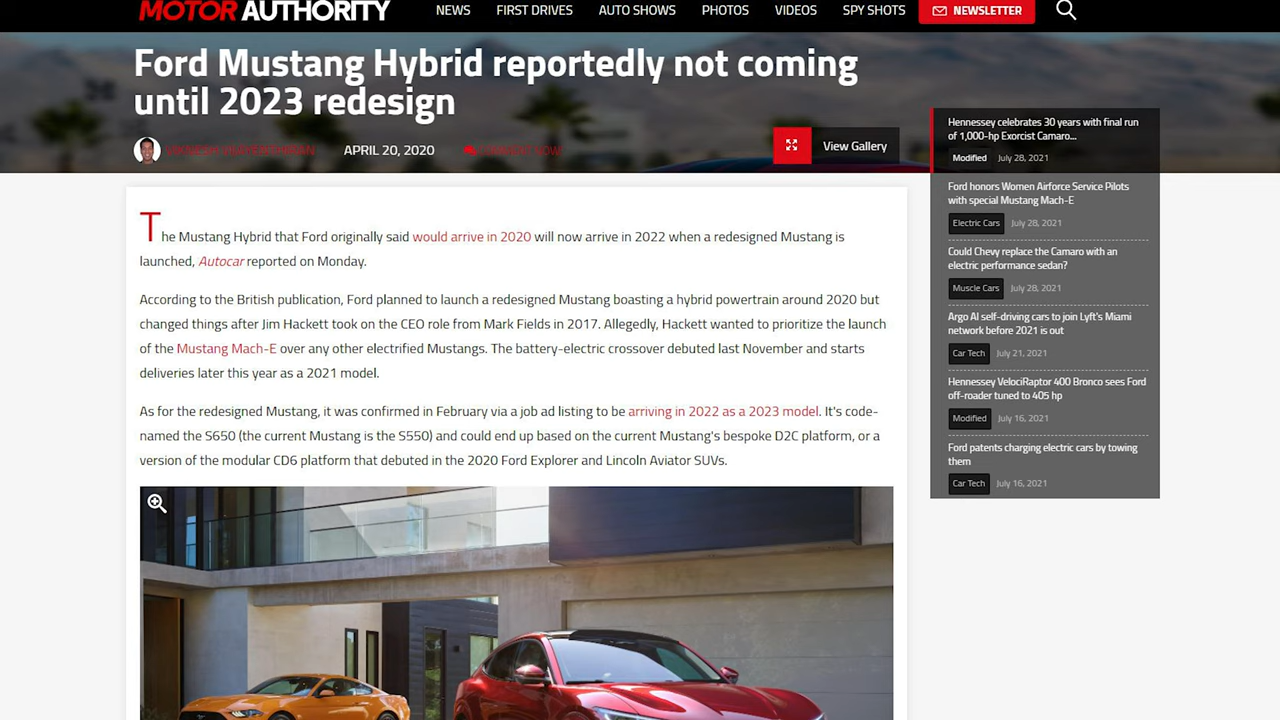 MOTOR AUTHORITY
NEWS FIRST DRIVES AUTO SHOWS PHOTOS VIDEOS SPY SHOTS NEWSLETTER
Ford Mustang Hybrid reportedly not coming
until 2023 redesign
APRIL 20, 2020 COMMENT NOW
View Gallery
The Mustang Hybrid that Ford originally said would arrive in 2020 will now arrive in 2022 when a redesigned Mustang is
launched, Autocar reported on Monday.
According to the British publication, Ford planned to launch a redesigned Mustang boasting a hybrid powertrain around 2020 but
changed things after Jim Hackett took on the CEO role from Mark Fields in 2017. Allegedly, Hackett wanted to prioritize the launch
of the Mustang Mach-E over any other electrified Mustangs. The battery-electric crossover debuted last November and starts
deliveries later this year as a 2021 model.
As for the redesigned Mustang, it was confirmed in February via a job ad listing to be arriving in 2022 as a 2023 model. It's code-
named the S650 (the current Mustang is the S550) and could end up based on the current Mustang's bespoke D2C platform, or a
version of the modular CD6 platform that debuted in the 2020 Ford Explorer and Lincoln Aviator SUVs.
Hennessey celebrates 30 years with final run
of 1,000-hp Exorcist Camaro...
Modified July 28, 2021
Ford honors Women Airforce Service Pilots
with special Mustang Mach-E
Electric Cars July 28, 2021
Could Chevy replace the Camaro with an
electric performance sedan?
Muscle Cars July 28, 2021
Argo AI self-driving cars to join Lyft's Miami
network before 2021 is out
Car Tech July 21, 2021
Hennessey VelociRaptor 400 Bronco sees Ford
off-roader tuned to 405 hp
Modified July 16, 2021
Ford patents charging electric cars by towing
them
Car Tech July 16, 2021